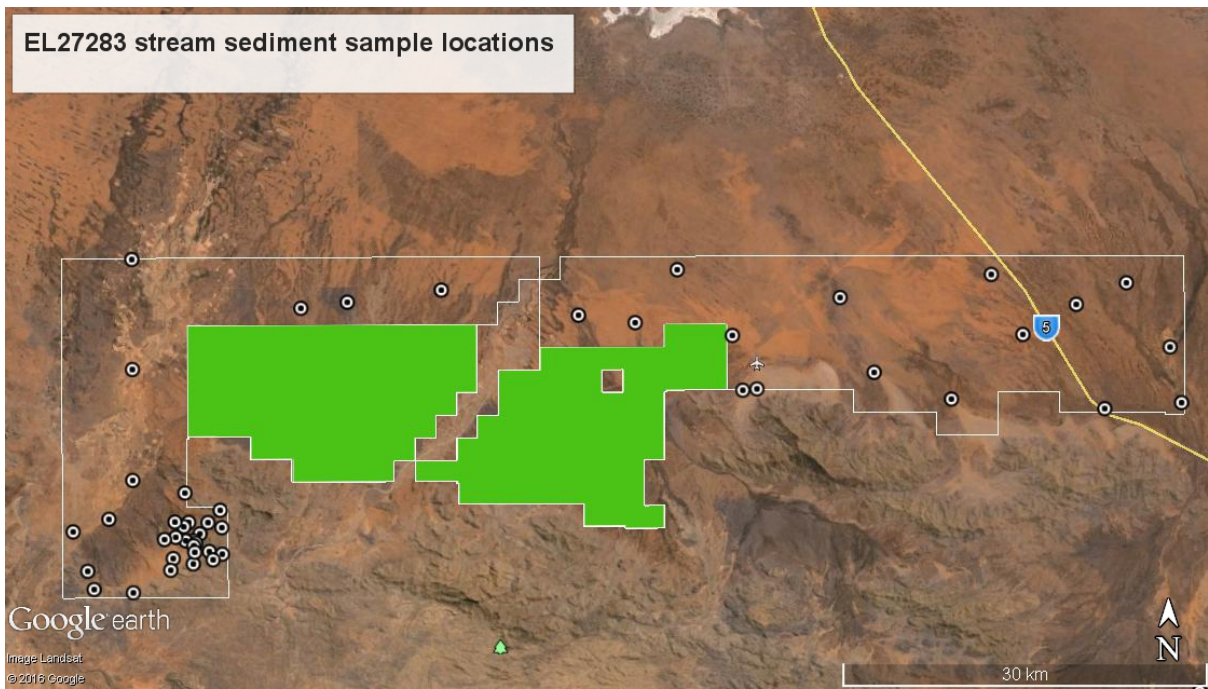 EL27283 stream sediment sample locations
5
Google earth
Image Landsat
© 2016 Google
N
30 km